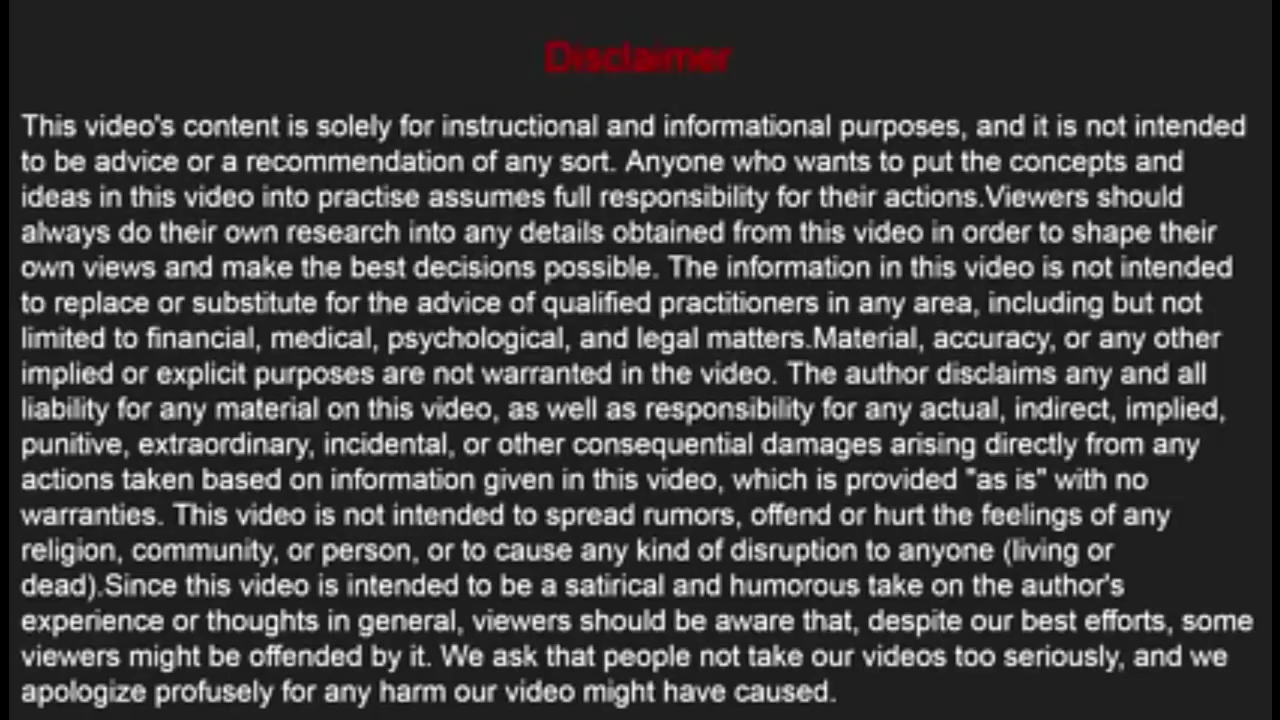 Disclaimer
This video's content is solely for instructional and informational purposes, and it is not intended
to be advice or a recommendation of any sort. Anyone who wants to put the concepts and
ideas in this video into practise assumes full responsibility for their actions.Viewers should
always do their own research into any details obtained from this video in order to shape their
own views and make the best decisions possible. The information in this video is not intended
to replace or substitute for the advice of qualified practitioners in any area, including but not
limited to financial, medical, psychological, and legal matters.Material, accuracy, or any other
implied or explicit purposes are not warranted in the video. The author disclaims any and all
liability for any material on this video, as well as responsibility for any actual, indirect, implied,
punitive, extraordinary, incidental, or other consequential damages arising directly from any
actions taken based on information given in this video, which is provided "as is" with no
warranties. This video is not intended to spread rumors, offend or hurt the feelings of any
religion, community, or person, or to cause any kind of disruption to anyone (living or
dead).Since this video is intended to be a satirical and humorous take on the author's
experience or thoughts in general, viewers should be aware that, despite our best efforts, some
viewers might be offended by it. We ask that people not take our videos too seriously, and we
apologize profusely for any harm our video might have caused.